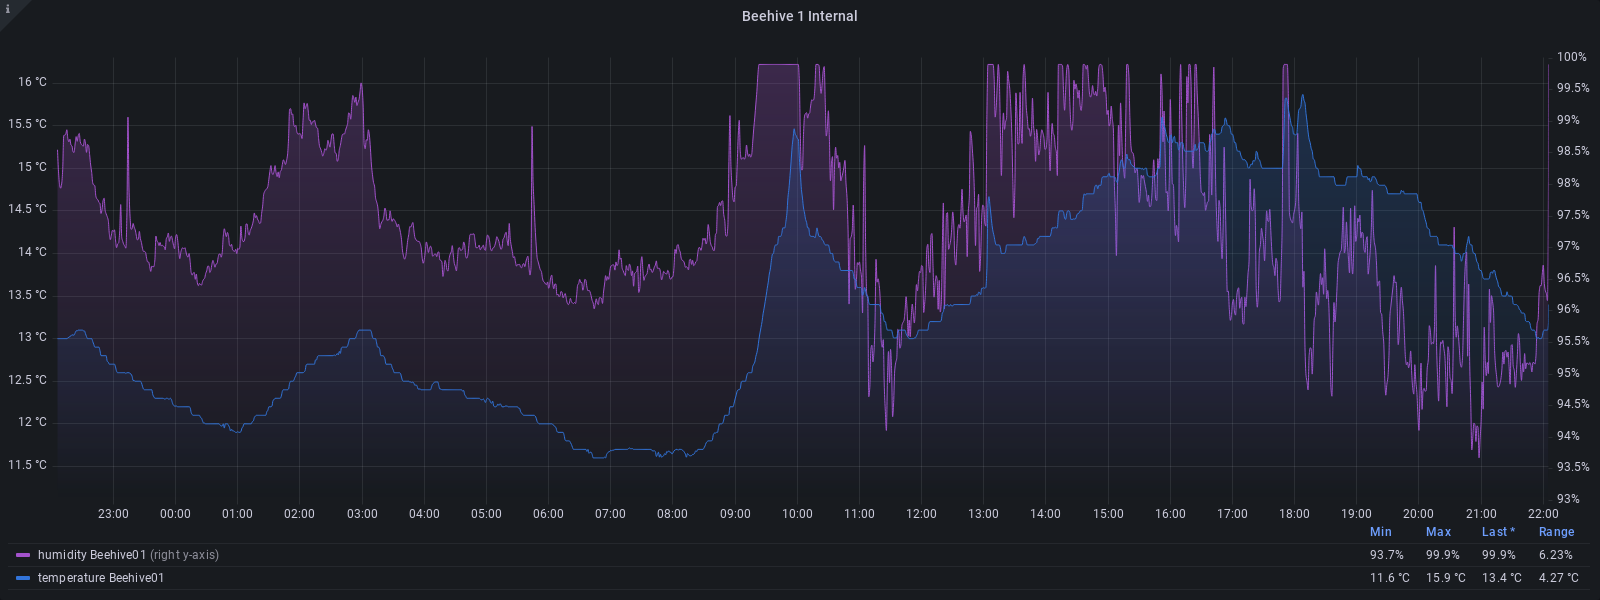 i
Beehive 1 Internal
100%
16 °C
99.5%
15.5 °C
99%
15 °C
98.5%
98%
14.5 °C
97.5%
14 °C
97%
13.5 °C
96.5%
96%
13 °C
95.5%
12.5 °C
95%
94.5%
12 °C
94%
11.5 °C
93.5%
93%
23:00 00:00 01:00 02:00 03:00 04:00 05:00 06:00 07:00 08:00 09:00 10:00 11:00 12:00 13:00 14:00 15:00 16:00 17:00 18:00 19:00 20:00 21:00 22:00
Min Max Last * Range
humidity Beehive01 (right y-axis) 93.7% 99.9% 99.9% 6.23%
temperature Beehive01 11.6 °C 15.9 °C 13.4 °C 4.27 °C